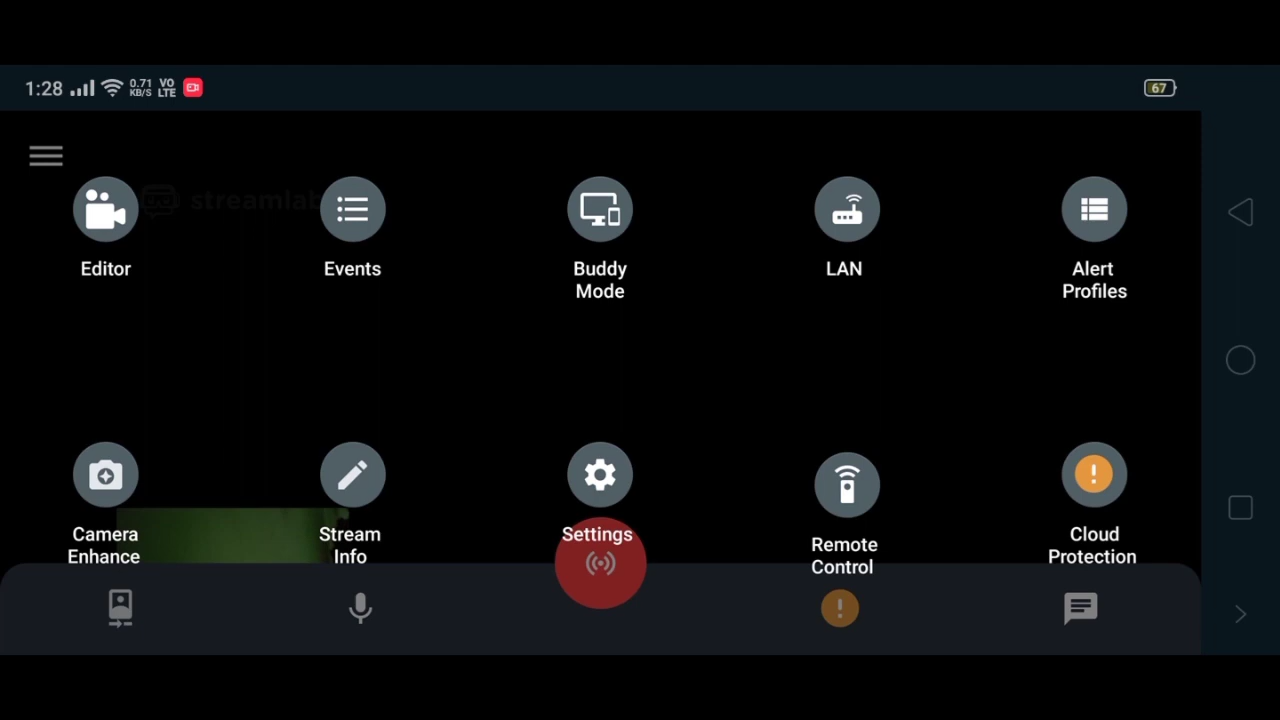 1:28 0.71 KB/S VO LTE 67
streamlab
Editor
Events
Buddy
Mode
LAN
Alert
Profiles
Camera
Enhance
Stream
Info
Settings
Remote
Control
Cloud
Protection